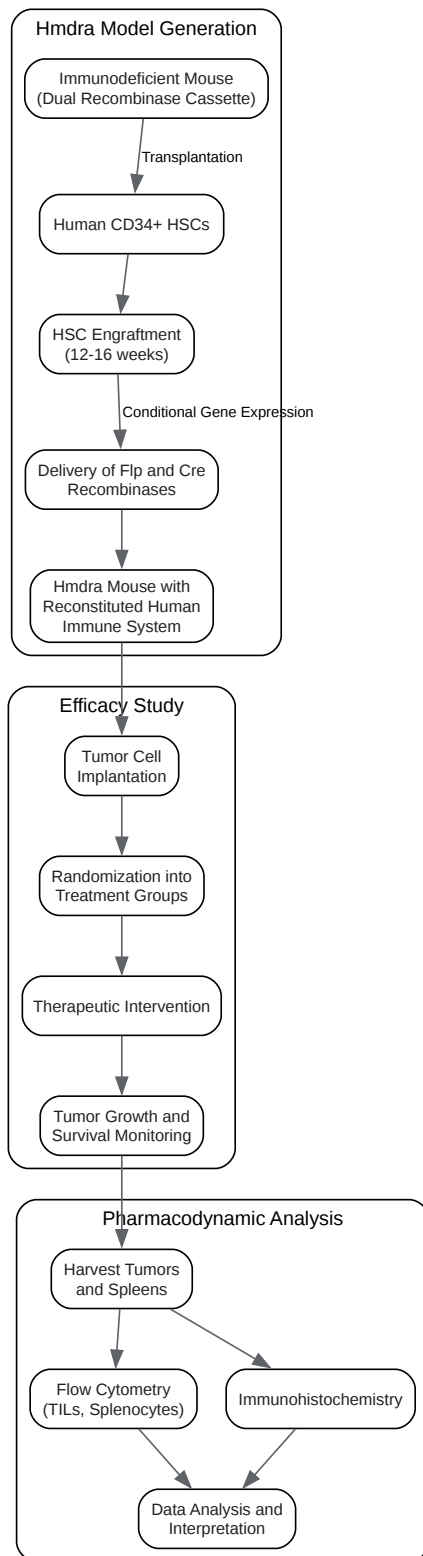 Hmdra Model Generation
Immunodeficient Mouse
(Dual Recombinase Cassette)
Transplantation
Human CD34+ HSCs
HSC Engraftment
(12-16 weeks)
Conditional Gene Expression
Delivery of Flp and Cre
Recombinases
Hmdra Mouse with
Reconstituted Human
Immune System
Efficacy Study
Tumor Cell
Implantation
Randomization into
Treatment Groups
Therapeutic Intervention
Tumor Growth and
Survival Monitoring
Pharmacodynamic Analysis
Harvest Tumors
and Spleens
Flow Cytometry
(TILs, Splenocytes)
Immunohistochemistry
Data Analysis and
Interpretation